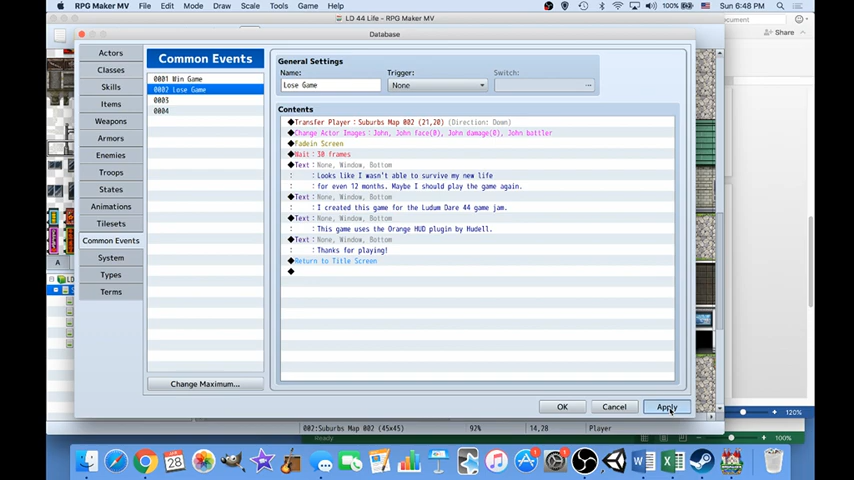 RPG Maker MV File Edit Mode Draw Scale Tools Game Help 100% Sun 6:48 PM
LD 44 Life - RPG Maker MV
Database
Share
Actors
Classes
Skills
Items
Weapons
Armors
Enemies
Troops
States
Animations
Tilesets
Common Events
System
Types
Terms
Common Events
0001 Win Game
0002 Lose Game
0003
0004
Change Maximum...
General Settings
Name: Trigger: Switch:
Lose Game None ...
Contents
◆Transfer Player : Suburbs Map 002 (21,20) (Direction: Down)
◆Change Actor Images : John, John face(0), John damage(0), John battler
◆Fadein Screen
◆Wait : 30 frames
◆Text : None, Window, Bottom
: : Looks like I wasn't able to survive my new life
: : for even 12 months. Maybe I should play the game again.
◆Text : None, Window, Bottom
: : I created this game for the Ludum Dare 44 game jam.
◆Text : None, Window, Bottom
: : This game uses the Orange HUD plugin by Hudell.
◆Text : None, Window, Bottom
: : Thanks for playing!
◆Return to Title Screen
◆
OK Cancel Apply
A
LD
120%
002:Suburbs Map 002 (45x45) 92% 14,28 Player
Ready 100%
JUL
28